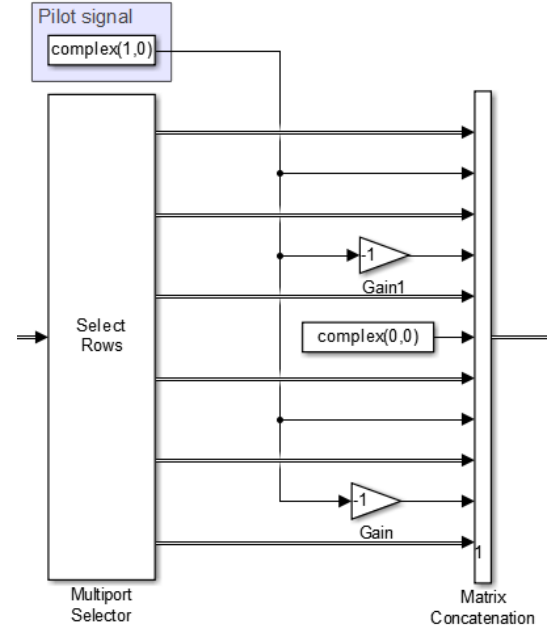 Pilot signal
complex(1,0)
-1
Gain1
Select
Rows
complex(0,0)
-1
Gain
1
Multiport
Selector
Matrix
Concatenation